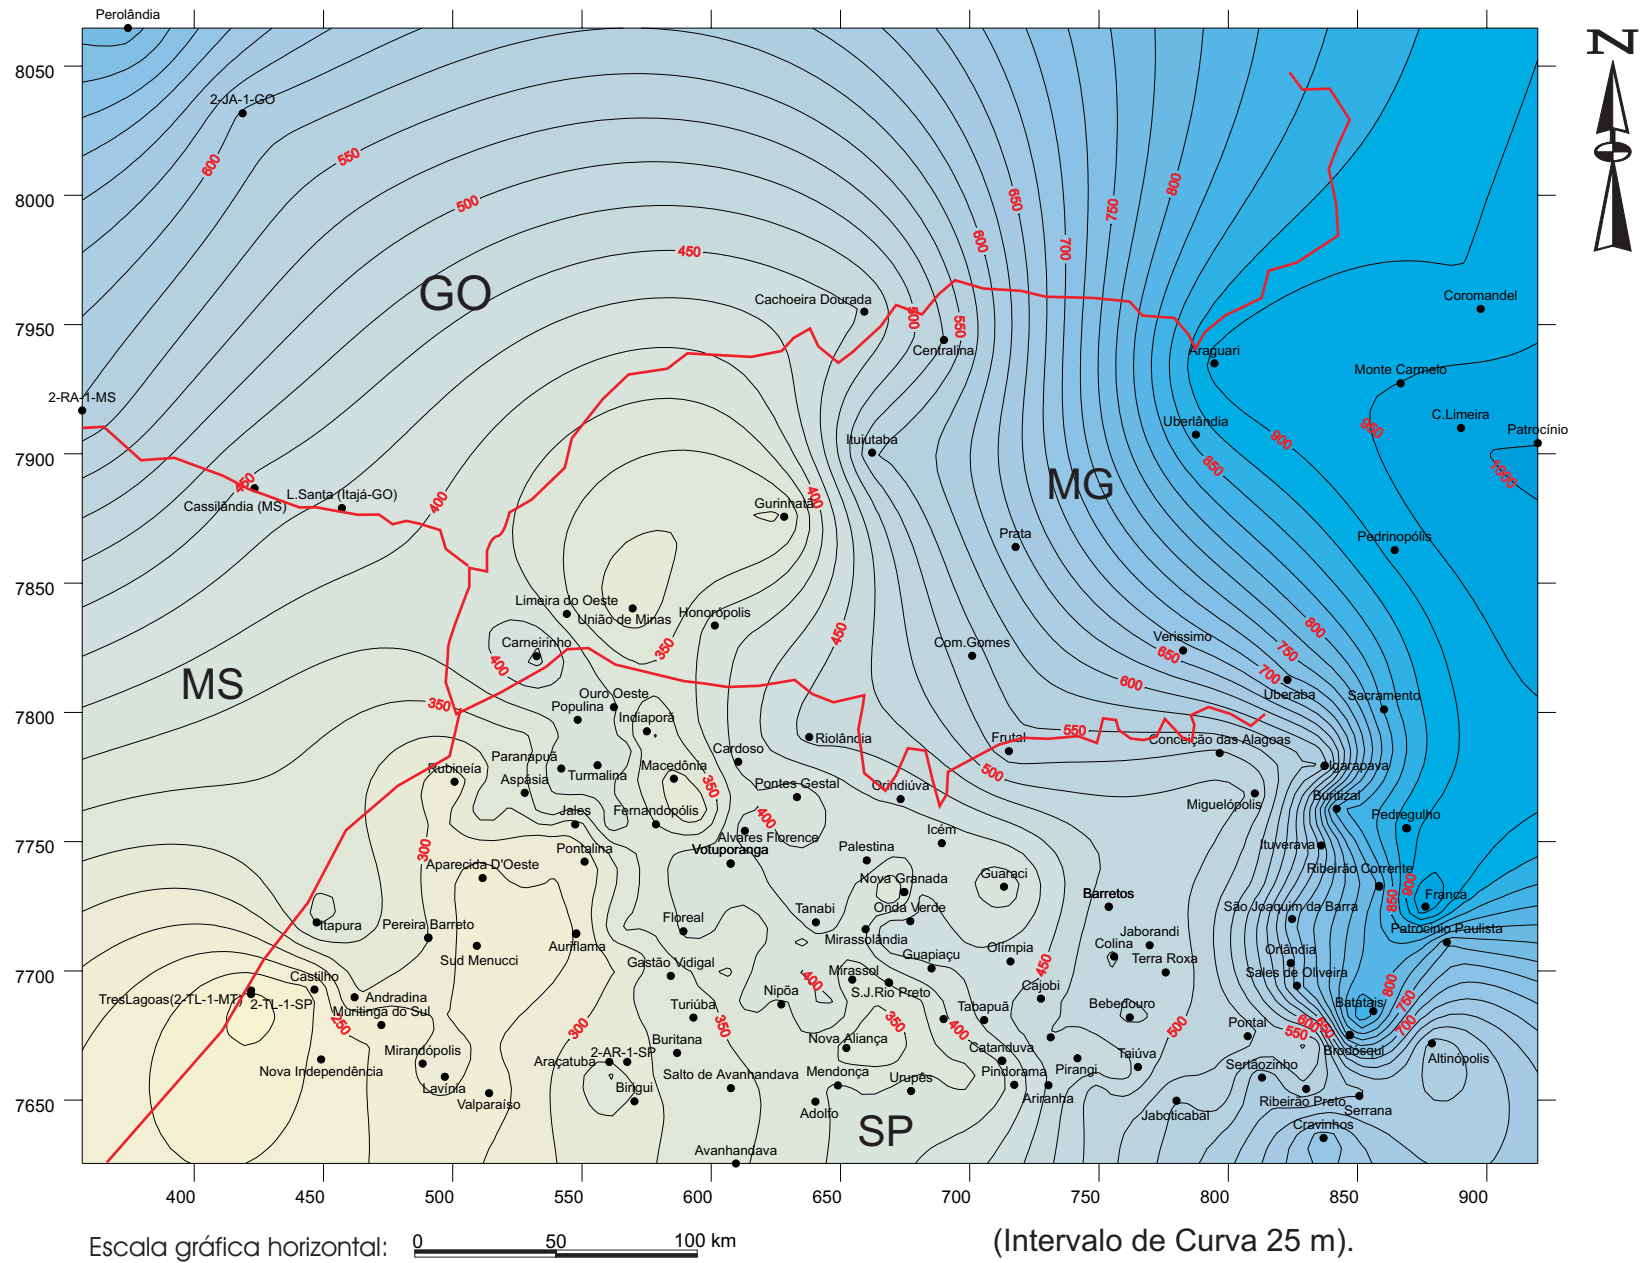 Perolândia
N
8050
2-JA-1-GO
600
550
800
650
750
500
8000
600
700
450
GO
Cachoeira Dourada
Coromandel
7950
500
550
Centralina
Araguari
Monte Carmelo
2-RA-1-MS
C.Limeira
Uberlândia
Patrocínio
950
900
Ituiutaba
7900
850
1000
450
L.Santa (Itajá-GO)
Cassilândia (MS)
400
400
Gurinhatã
MG
Prata
Pedrinopólis
7850
Limeira do Oeste
União de Minas
Honorópolis
800
450
Carneirinho
350
Com.Gomes
Verissimo
750
650
400
700
MS
600
Uberaba
Sacramento
Ouro Oeste
350
Populina
7800
Indiaporã
550
Riolândia
Frutal
Conceição das Alagoas
Cardoso
Paranapuã
Rubineía
Turmalina
Macedônia
500
Igarapava
Aspásia
350
Pontes Gestal
Orindiúva
Miguelópolis
Buritizal
Jales
Fernandopólis
400
Pedregulho
Icém
7750
Alvares Florence
Pontalina
Votuporanga
Palestina
Ituverava
300
Aparecida D'Oeste
Guaraci
Ribeirão Corrente
Nova Granada
900
Franca
Barretos
850
Itapura
Pereira Barreto
Floreal
Tanabi
Onda Verde
São Joaquim da Barra
Patrocinio Paulista
Mirassolândia
Jaborandi
Auriflama
Olímpia
Colina
Orlândia
Sud Menucci
Gastão Vidigal
Guapiaçu
Terra Roxa
7700
450
Castilho
Mirassol
Sales de Oliveira
400
Cajobi
800
TresLagoas(2-TL-1-MT)
Andradina
2-TL-1-SP
Nipõa
S.J.Rio Preto
Turiúba
Tabapuã
Bebedouro
Batatais
750
Muritinga do Sul
250
300
350
350
400
500
Pontal
600
650
700
550
Buritana
Nova Aliança
Catanduva
Mirandópolis
Brodósqui
2-AR-1-SP
Taiúva
Altinópolis
Araçatuba
Nova Independência
Salto de Avanhandava
Mendonça
Pindorama
Pirangi
Sertãozinho
Urupês
Lavínia
Birigui
Ariranha
7650
Valparaíso
Adolfo
Jaboticabal
Ribeirão Preto
Serrana
SP
Cravinhos
Avanhandava
400
450
500
550
600
650
700
750
800
850
900
Escala gráfica horizontal:
0
50
100 km
(Intervalo de Curva 25 m).